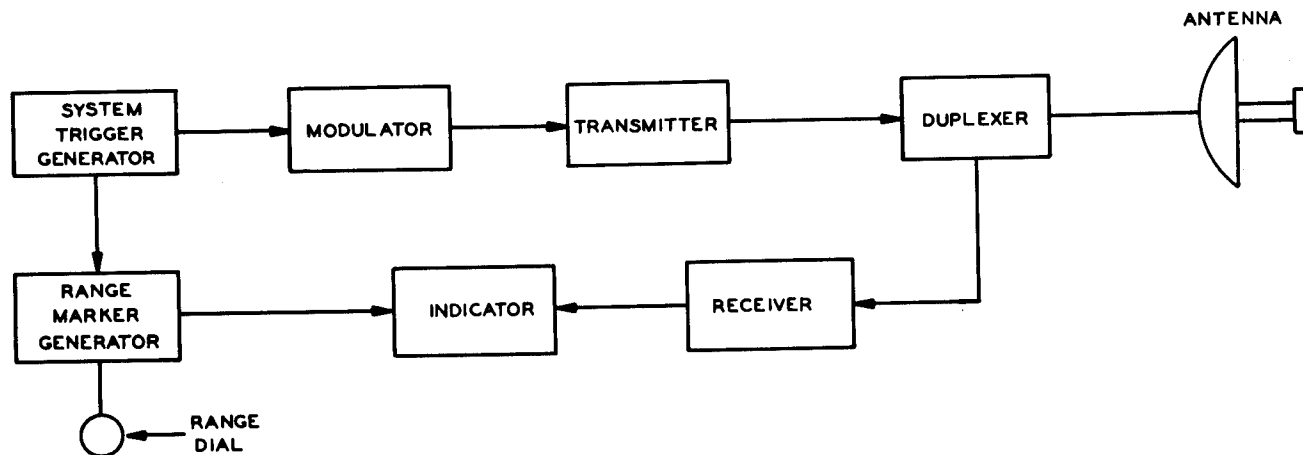 ANTENNA
SYSTEM
TRIGGER
GENERATOR
MODULATOR
TRANSMITTER
DUPLEXER
RANGE
MARKER
GENERATOR
INDICATOR
RECEIVER
RANGE
DIAL